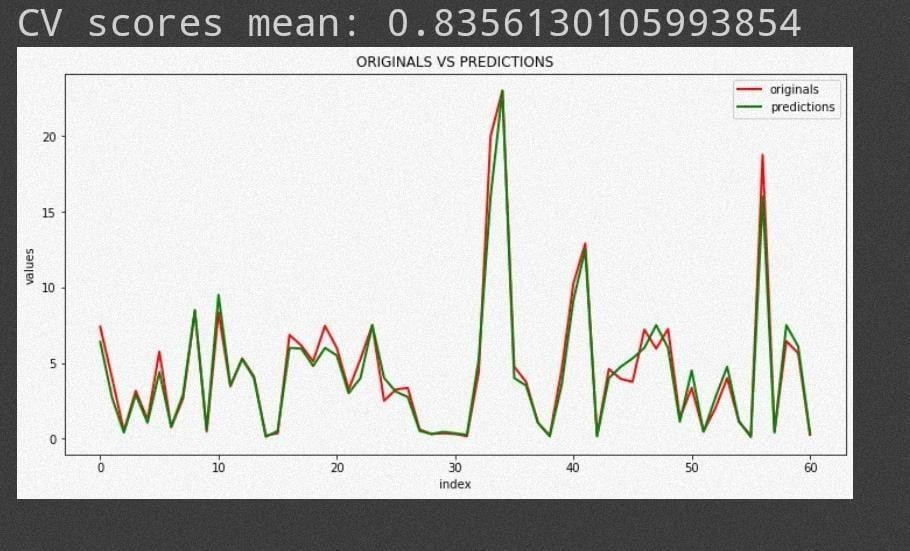 CV scores mean: 0.8356130105993854
ORIGINALS VS PREDICTIONS
originals
predictions
values
20
15
10
5
0
0 10 20 30 40 50 60
index